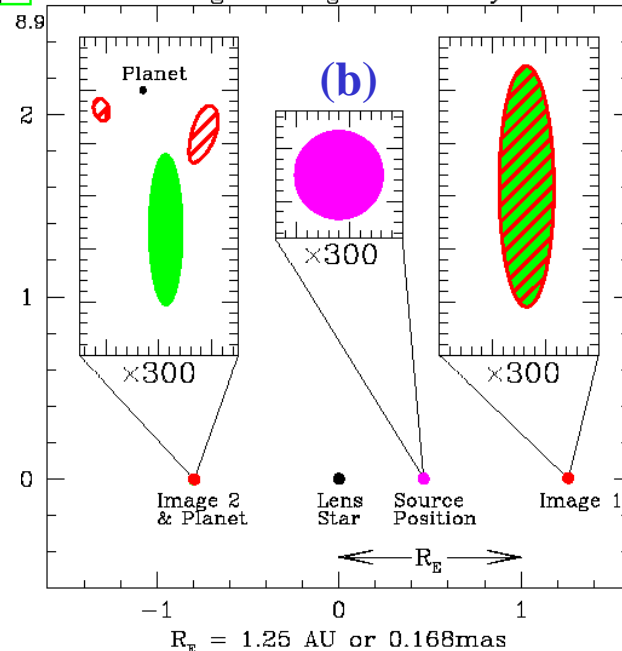 8.9
Planet
(b)
2
×300
1
×300
×300
0
Image 2
& Planet
Lens
Star
Source
Position
Image 1
R_E
−1
0
1
R_E = 1.25 AU or 0.168mas